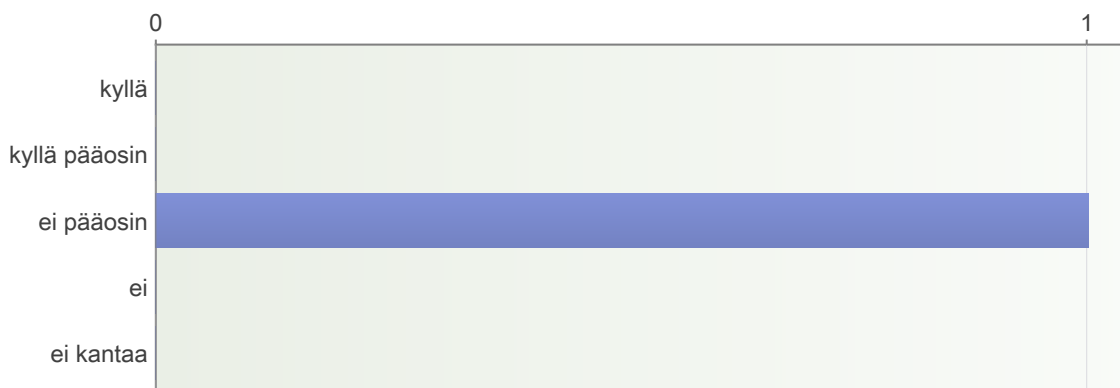 0 1
kyllä
kyllä pääosin
ei pääosin
ei
ei kantaa